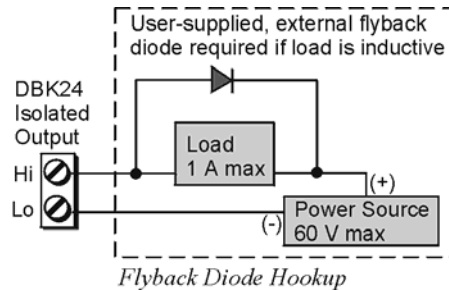 User-supplied, external flyback
diode required if load is inductive
DBK24
Isolated
Output
Hi
Lo
Load
1 A max
(+)
(-)
Power Source
60 V max
Flyback Diode Hookup